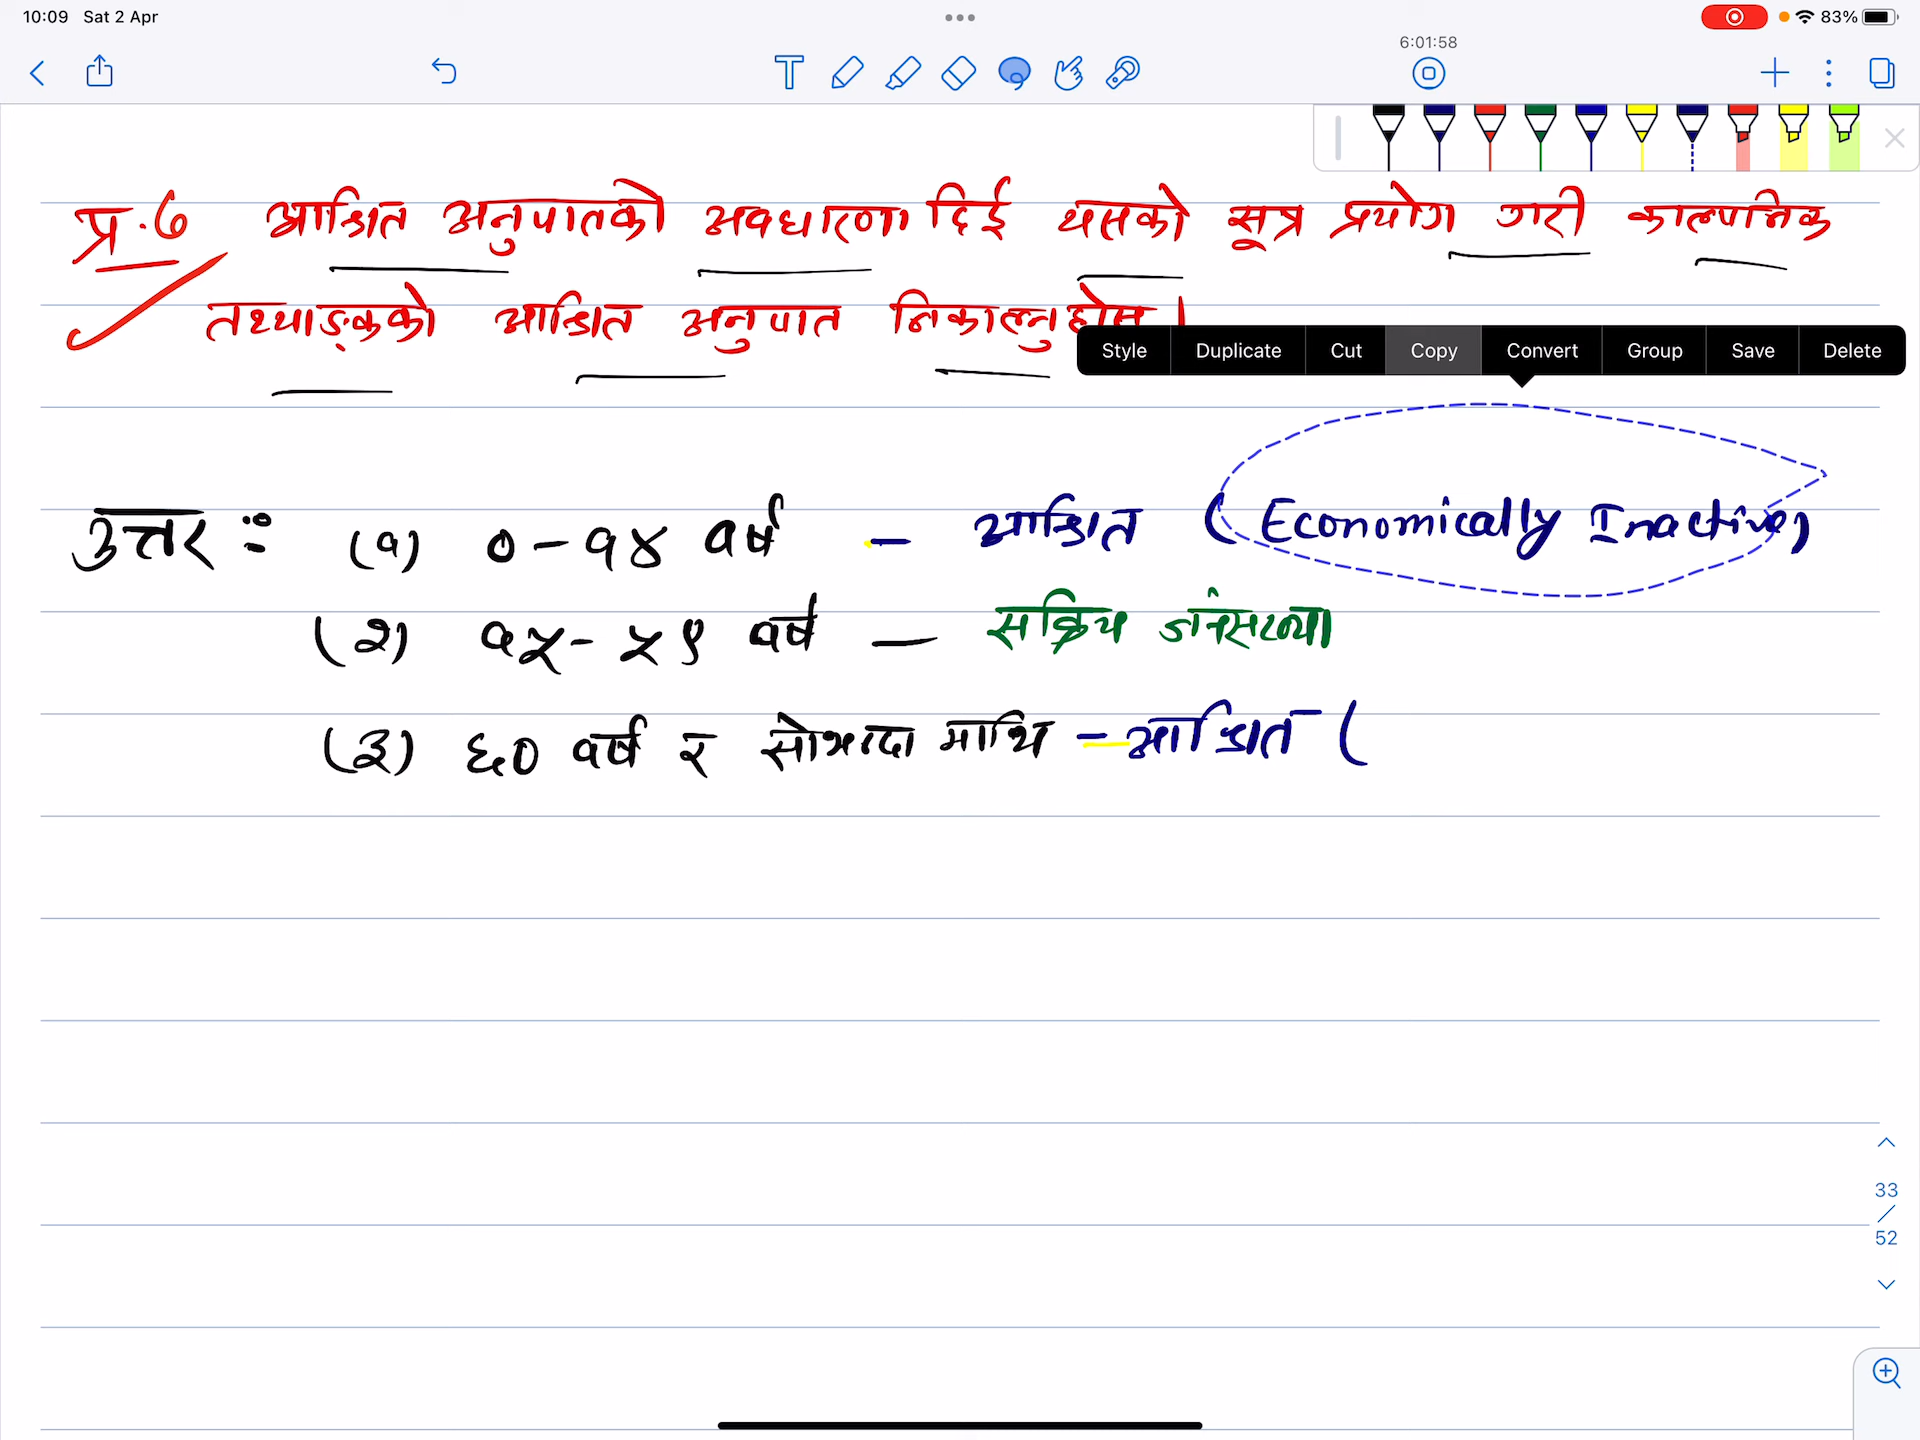 10:09 Sat 2 Apr
83%
6:01:58
प्र.७ आश्रित अनुपातको अवधारणा दिई यसको सूत्र प्रयोग गरी काल्पनिक
तथ्याङ्कको आश्रित अनुपात निकाल्नुहोस् ।
Style Duplicate Cut Copy Convert Group Save Delete
उत्तर :- (१) ०-१४ वर्ष - आश्रित (Economically Inactive)
(२) १५-५९ वर्ष - सक्रिय जनसंख्या
(३) ६० वर्ष र सोभन्दा माथि - आश्रित (
33
/
52